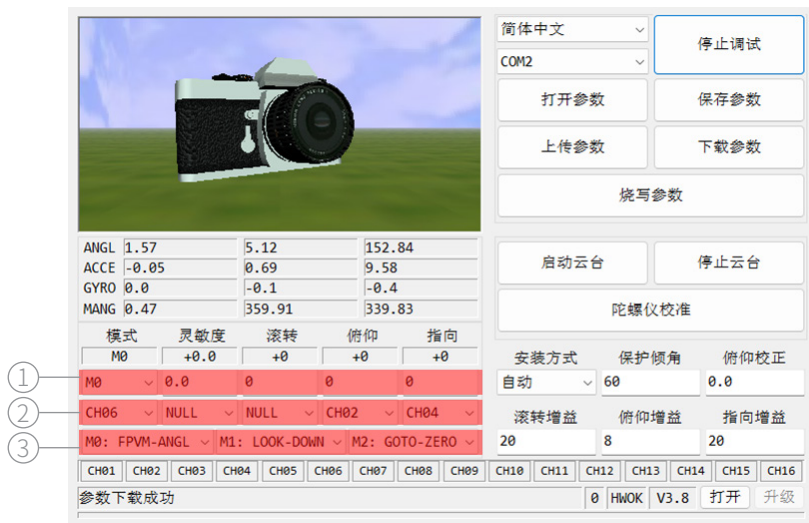 简体中文
停止调试
COM2
打开参数 保存参数
上传参数 下载参数
烧写参数
ANGL 1.57 5.12 152.84
ACCE -0.05 0.69 9.58
GYRO 0.0 -0.1 -0.4
MANG 0.47 359.91 339.83
启动云台 停止云台
陀螺仪校准
模式 灵敏度 滚转 俯仰 指向
M0 +0.0 +0 +0 +0
① M0 0.0 0 0 0
② CH06 NULL NULL CH02 CH04
③ M0: FPVM-ANGL M1: LOOK-DOWN M2: GOTO-ZERO
安装方式 保护倾角 俯仰校正
自动 60 0.0
滚转增益 俯仰增益 指向增益
20 8 20
CH01 CH02 CH03 CH04 CH05 CH06 CH07 CH08 CH09 CH10 CH11 CH12 CH13 CH14 CH15 CH16
参数下载成功 0 HWOK V3.8 打开 升级